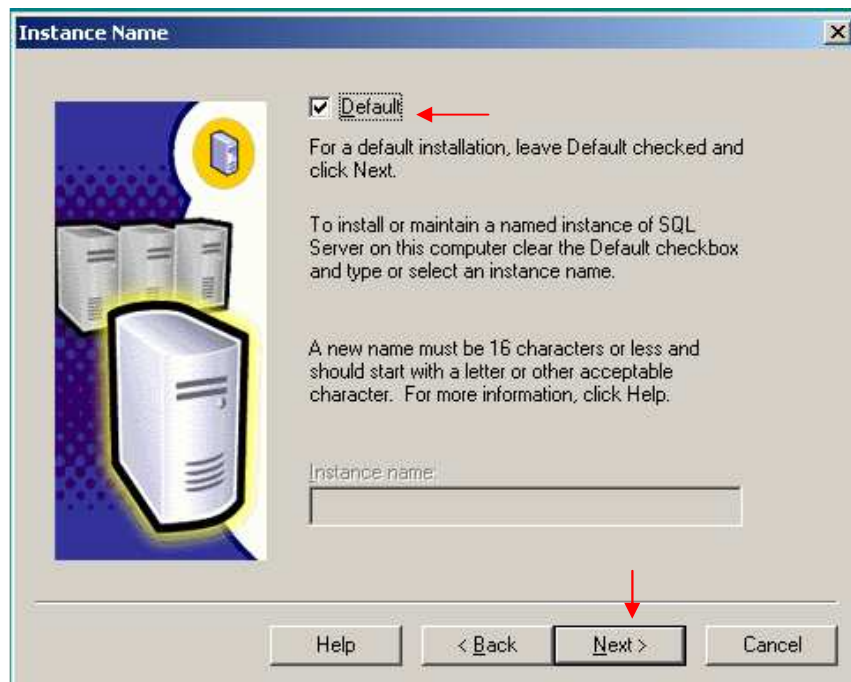 Instance Name
Default
For a default installation, leave Default checked and
click Next.
To install or maintain a named instance of SQL
Server on this computer clear the Default checkbox
and type or select an instance name.
A new name must be 16 characters or less and
should start with a letter or other acceptable
character.  For more information, click Help.
Instance name:
Help
< Back
Next >
Cancel